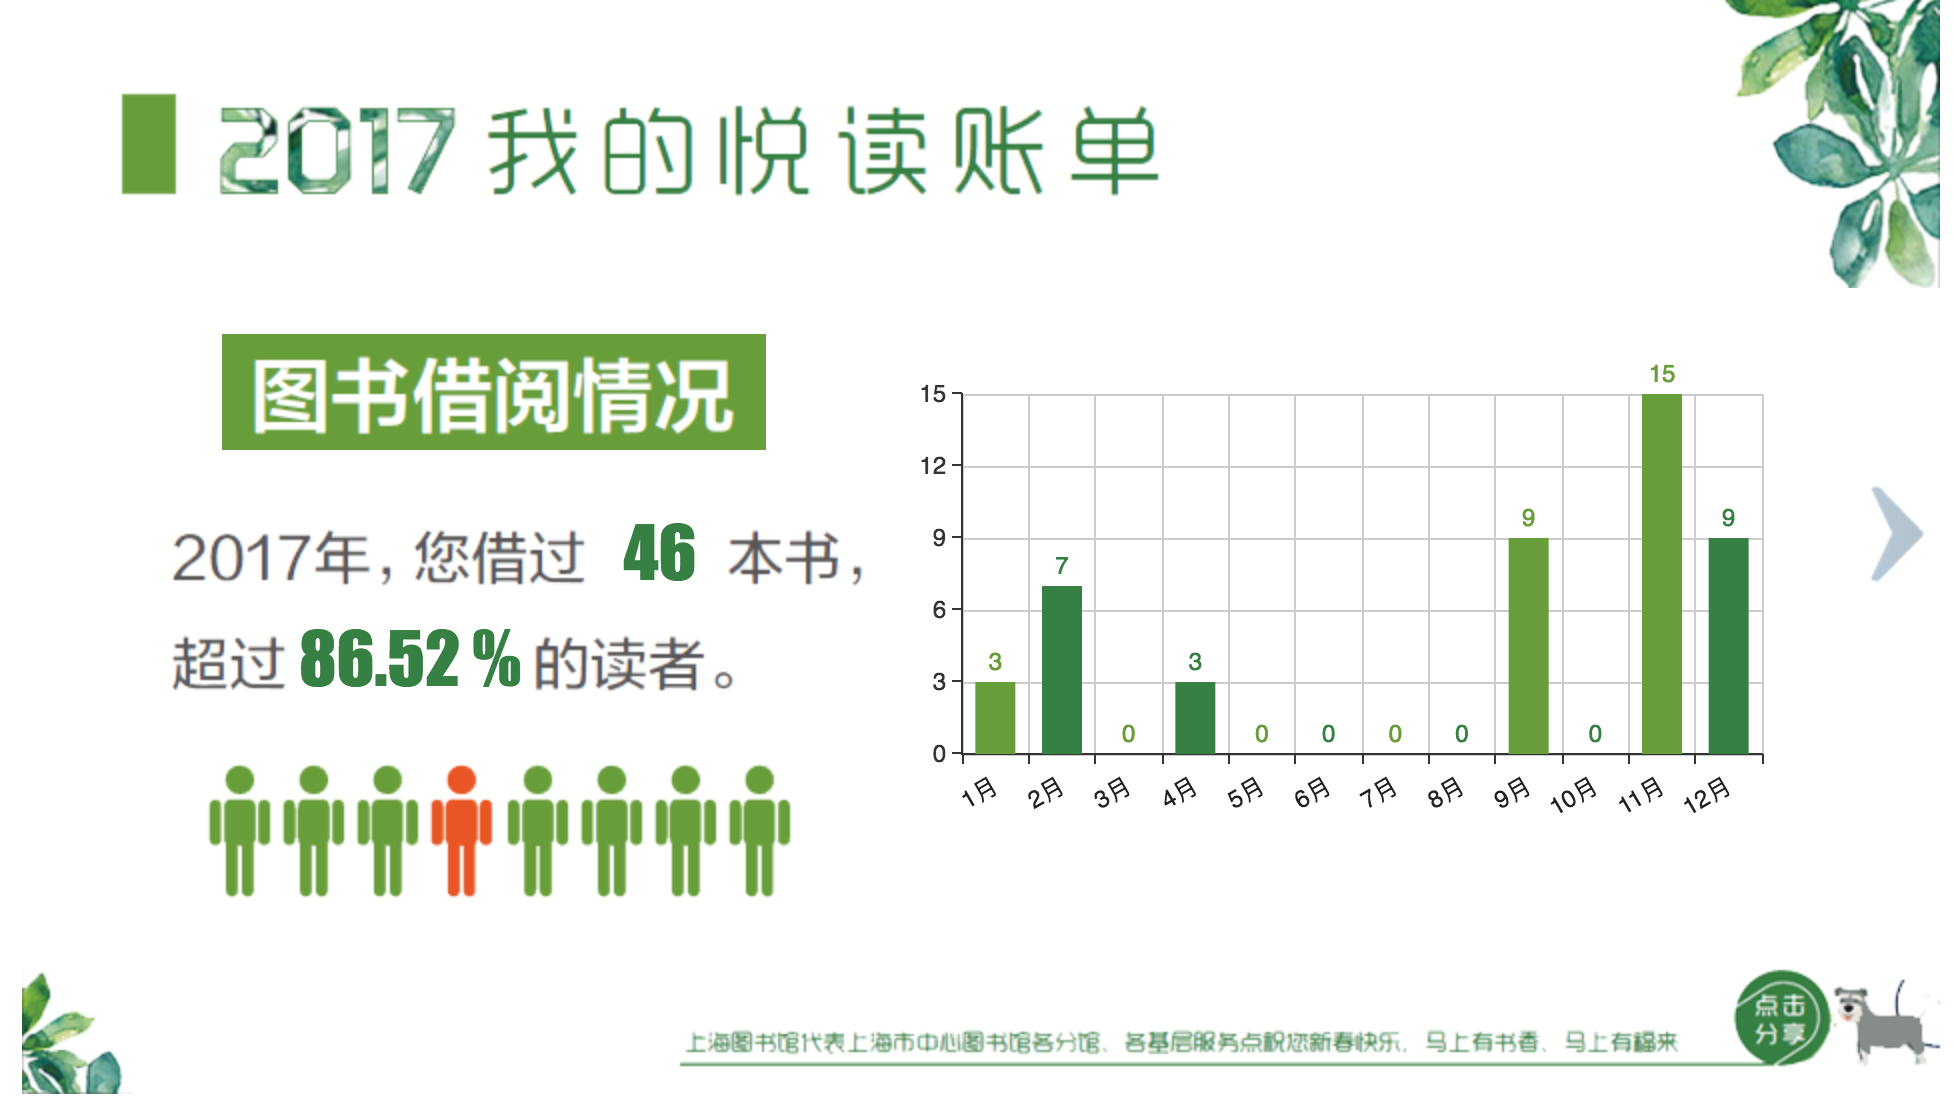 2017 我的悦读账单
图书借阅情况
2017年，您借过 46 本书，
超过 86.52 % 的读者。
15
12
9
6
3
0
3
7
0
3
0
0
0
0
9
0
15
9
1月
2月
3月
4月
5月
6月
7月
8月
9月
10月
11月
12月
上海图书馆代表上海市中心图书馆各分馆、各基层服务点祝您新春快乐，马上有书香、马上有福来
点击
分享